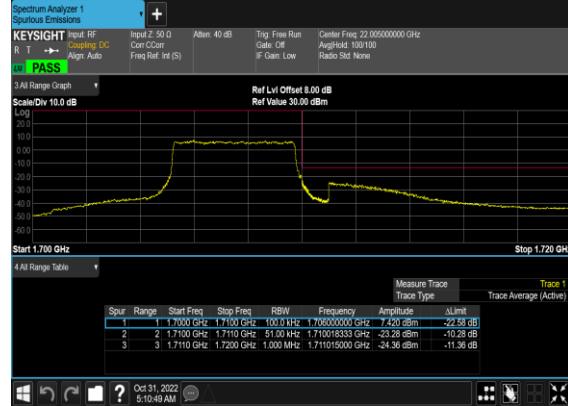 Spectrum Analyzer 1
Spurious Emissions
+
KEYSIGHT Input: RF Input Z: 50 Ω Atten: 40 dB Trig: Free Run Center Freq: 22.005000000 GHz
R T Coupling: DC Corr CCorr Gate: Off Avg|Hold: 100/100
Align: Auto Freq Ref: Int (S) IF Gain: Low Radio Std: None
PASS
3 All Range Graph
Ref Lvl Offset 8.00 dB
Scale/Div 10.0 dB Ref Value 30.00 dBm
Log
20.0
10.0
0.00
-10.0
-20.0
-30.0
-40.0
-50.0
-60.0
Start 1.700 GHz Stop 1.720 GH
4 All Range Table
Measure Trace Trace 1
Trace Type Trace Average (Active)
Spur Range Start Freq Stop Freq RBW Frequency Amplitude ΔLimit
1 1 1.7000 GHz 1.7100 GHz 100.0 kHz 1.706000000 GHz 7.420 dBm -22.58 dB
2 2 1.7100 GHz 1.7110 GHz 51.00 kHz 1.710018333 GHz -23.28 dBm -10.28 dB
3 3 1.7110 GHz 1.7200 GHz 1.000 MHz 1.711015000 GHz -24.36 dBm -11.36 dB
? Oct 31, 2022
5:10:49 AM